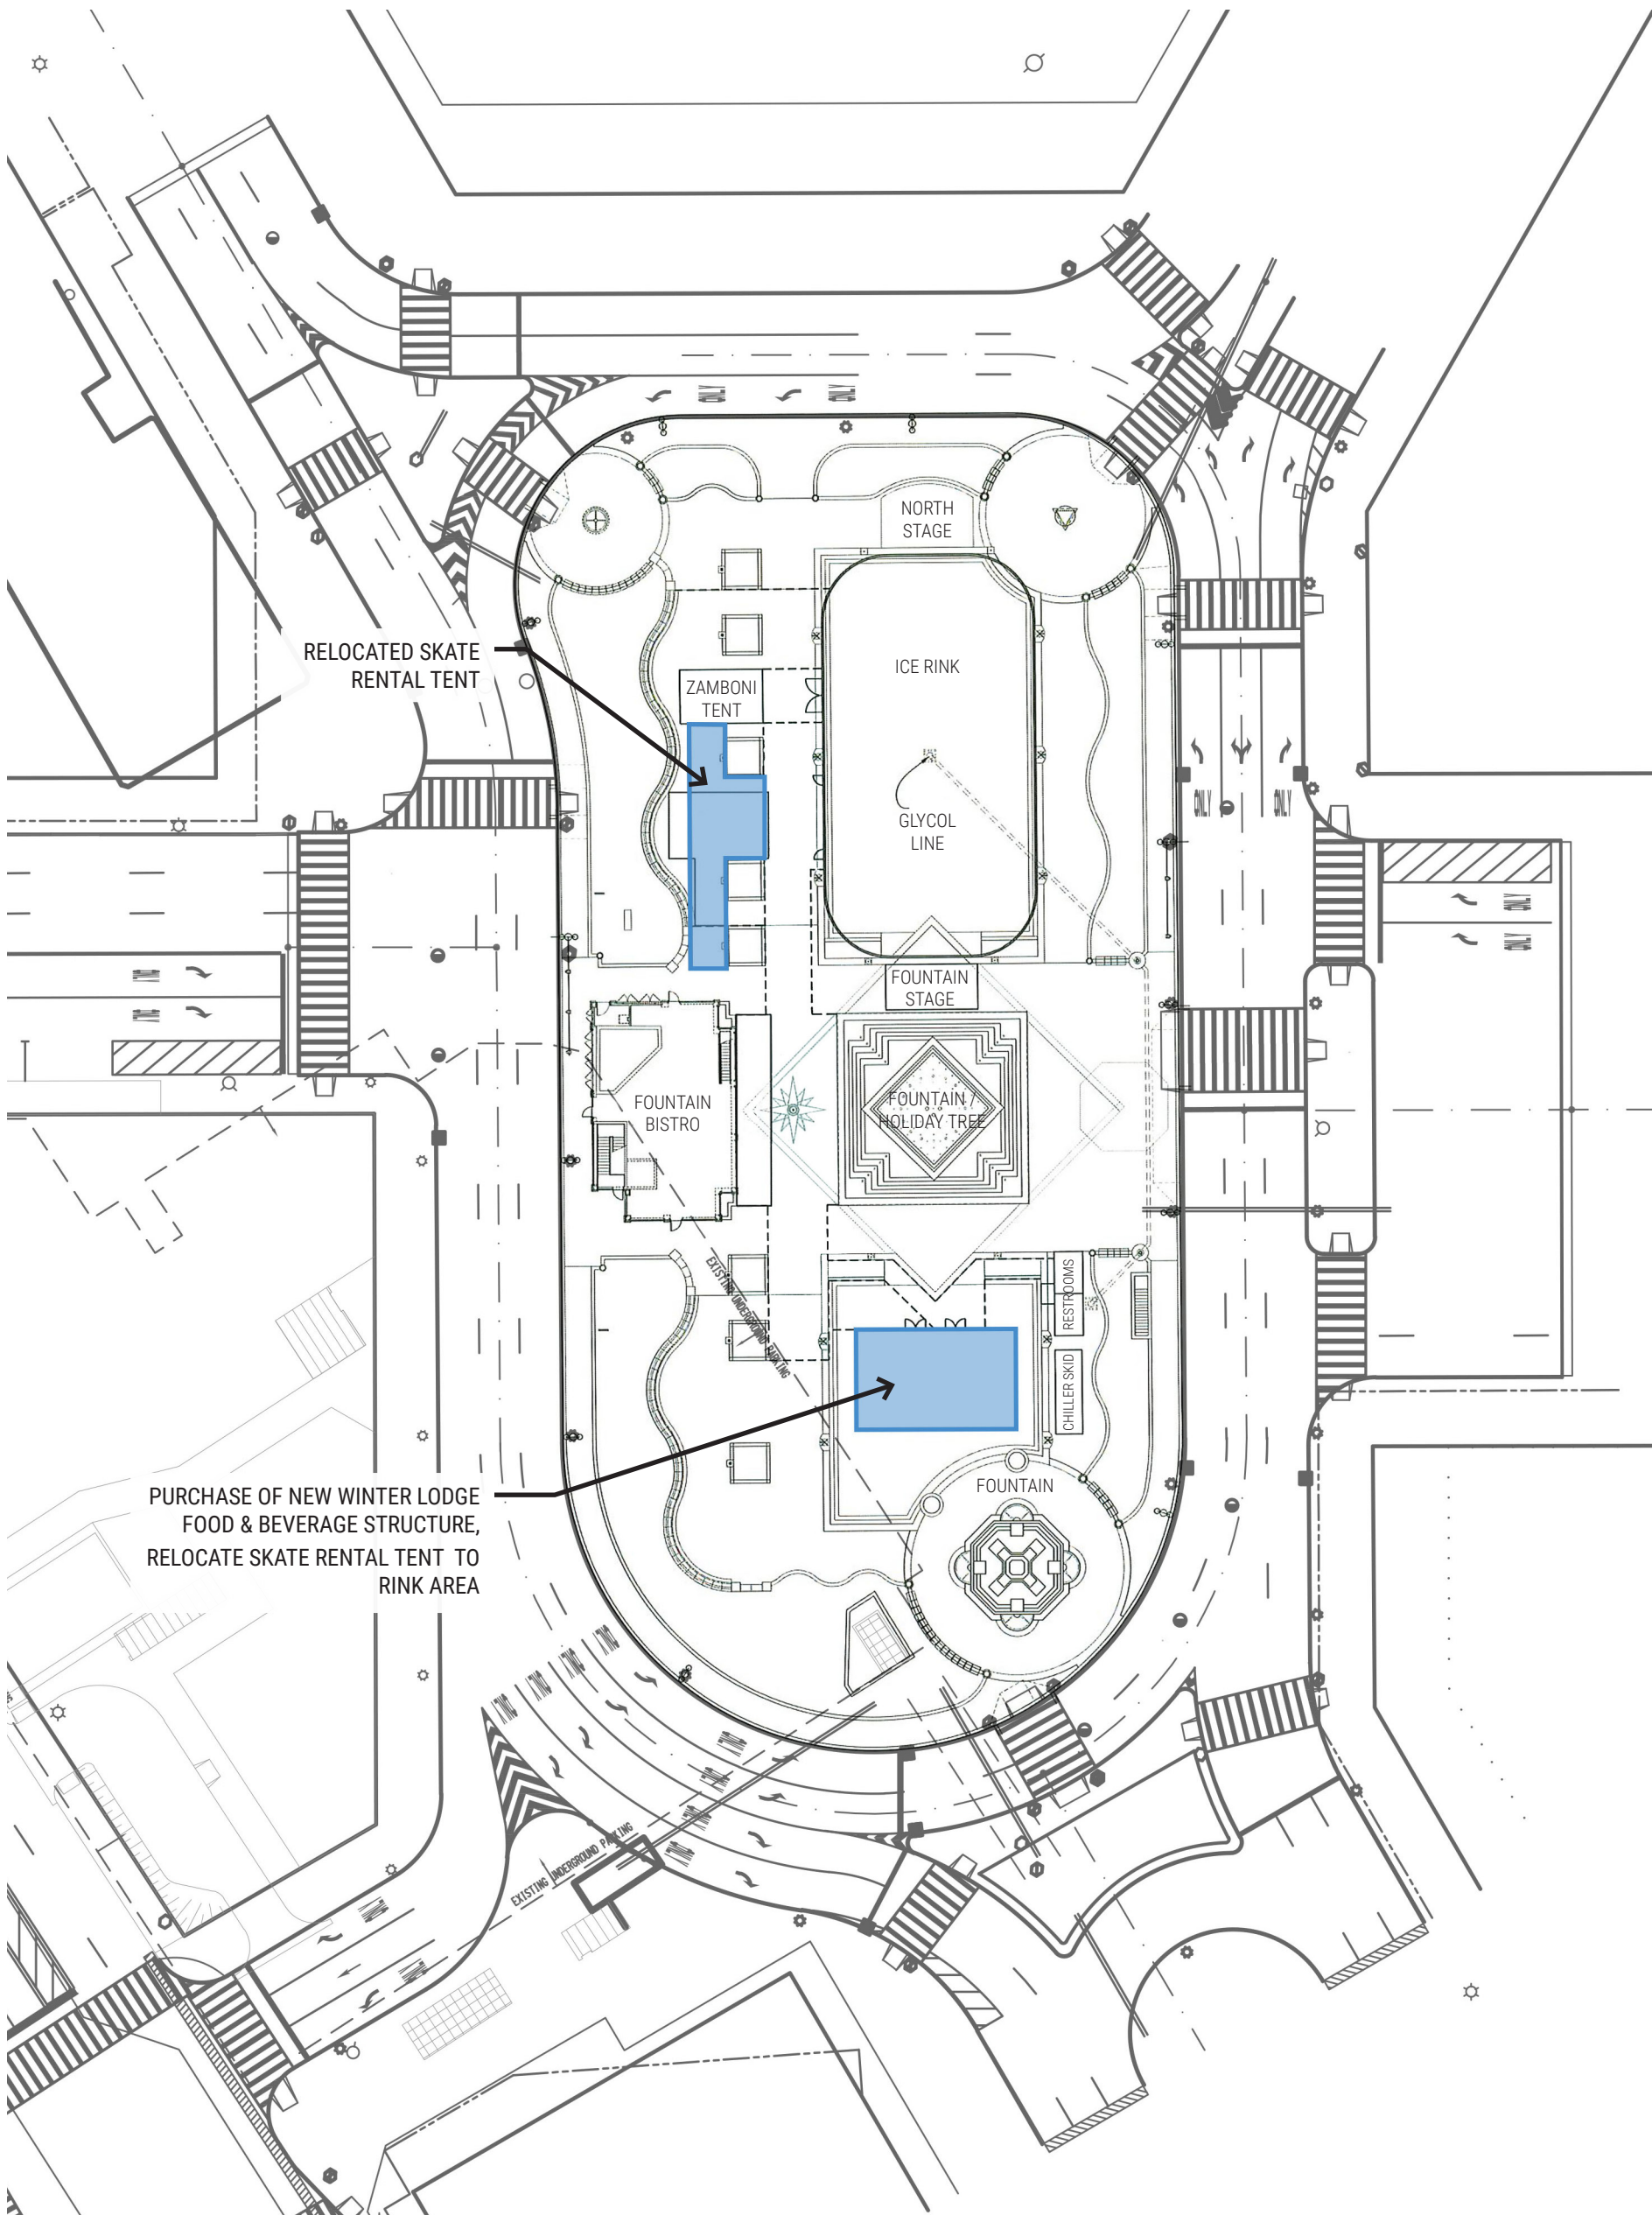 ONLY
ONLY
NORTH
STAGE
RELOCATED SKATE
RENTAL TENT
ICE RINK
ZAMBONI
TENT
ONLY
ONLY
GLYCOL
LINE
ONLY
ONLY
FOUNTAIN
STAGE
FOUNTAIN
BISTRO
FOUNTAIN /
HOLIDAY TREE
RESTROOMS
EXISTING UNDERGROUND PARKING
CHILLER SKID
FOUNTAIN
PURCHASE OF NEW WINTER LODGE
FOOD & BEVERAGE STRUCTURE,
RELOCATE SKATE RENTAL TENT TO
RINK AREA
EXISTING UNDERGROUND PARKING